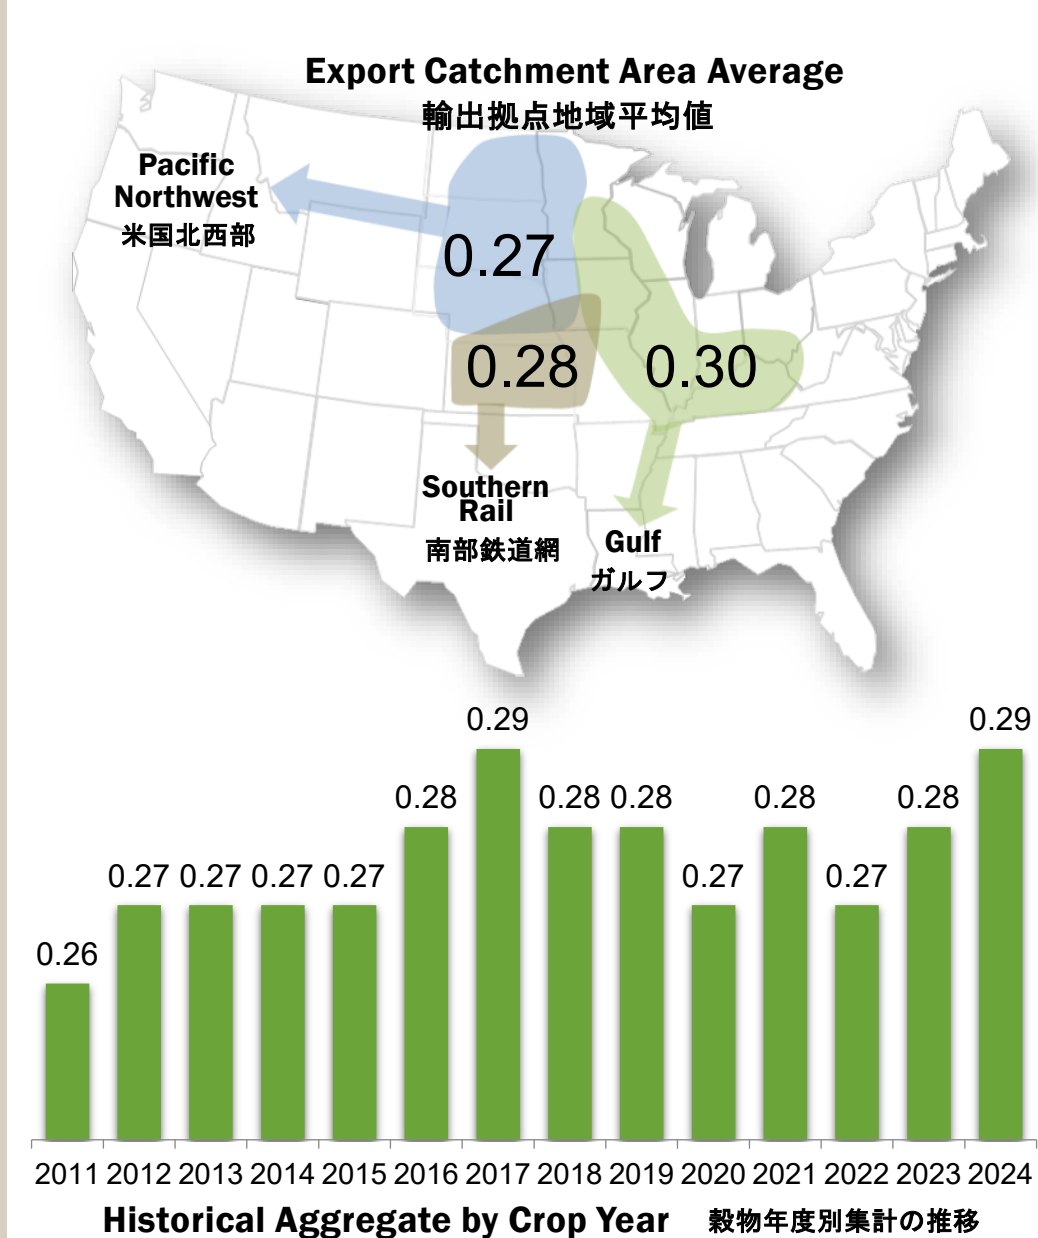 Export Catchment Area Average
輸出拠点地域平均値
Pacific
Northwest
米国北西部
0.27
0.28
0.30
Southern
Rail
南部鉄道網
Gulf
ガルフ
0.26
0.27
0.27
0.27
0.27
0.28
0.29
0.28
0.28
0.27
0.28
0.27
0.28
0.29
2011 2012 2013 2014 2015 2016 2017 2018 2019 2020 2021 2022 2023 2024
Historical Aggregate by Crop Year 穀物年度別集計の推移